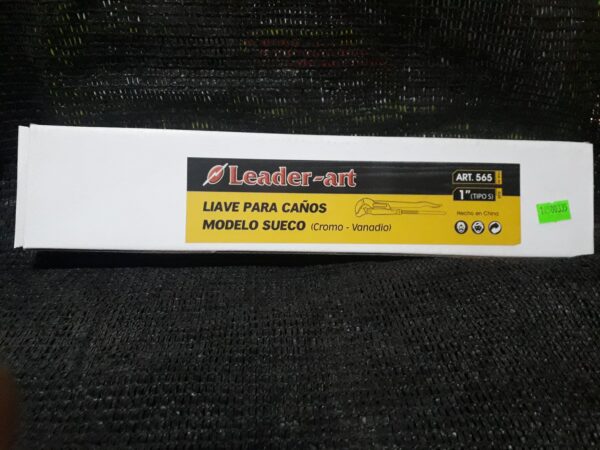 Leader-art
LLAVE PARA CAÑOS
MODELO SUECO (Cromo - Vanadio)
ART. 565
1" (TIPO S)
Hecho en China